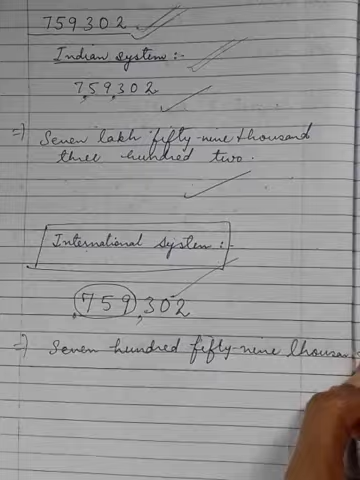 759302
Indian system :-
7,59,302
=) Seven lakh fifty-nine thousand
three hundred two.
International system :-
759,302
=) Seven hundred fifty-nine thousan